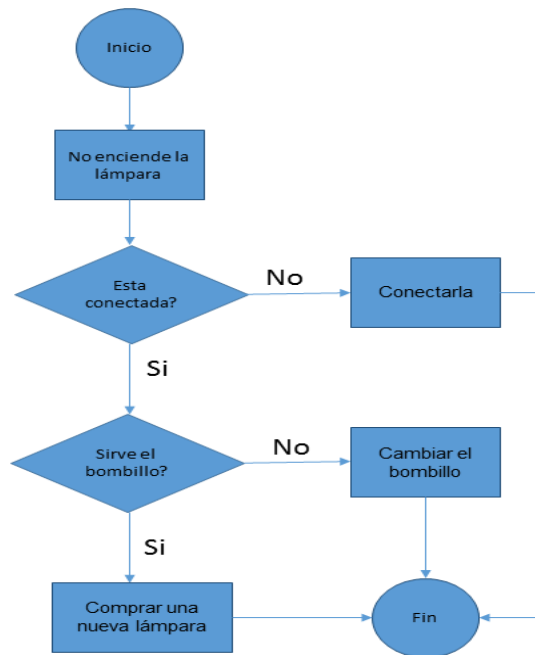 Inicio
No enciende la
lámpara
Esta
conectada?
No
Conectarla
Si
Sirve el
bombillo?
No
Cambiar el
bombillo
Si
Comprar una
nueva lámpara
Fin